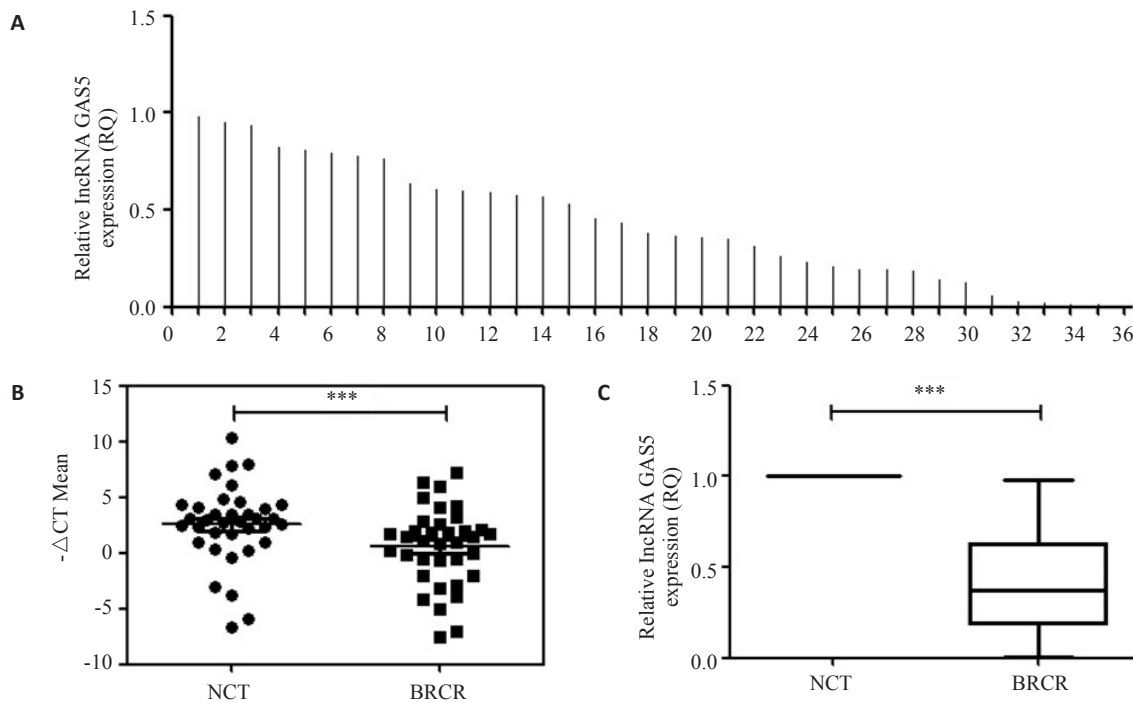 A
Relative lncRNA GAS5
expression (RQ)
1.5
1.0
0.5
0.0
0 2 4 6 8 10 12 14 16 18 20 22 24 26 28 30 32 34 36
B
-△CT Mean
15
10
5
0
-5
-10
***
NCT BRCR
C
Relative lncRNA GAS5
expression (RQ)
1.5
1.0
0.5
0.0
***
NCT BRCR